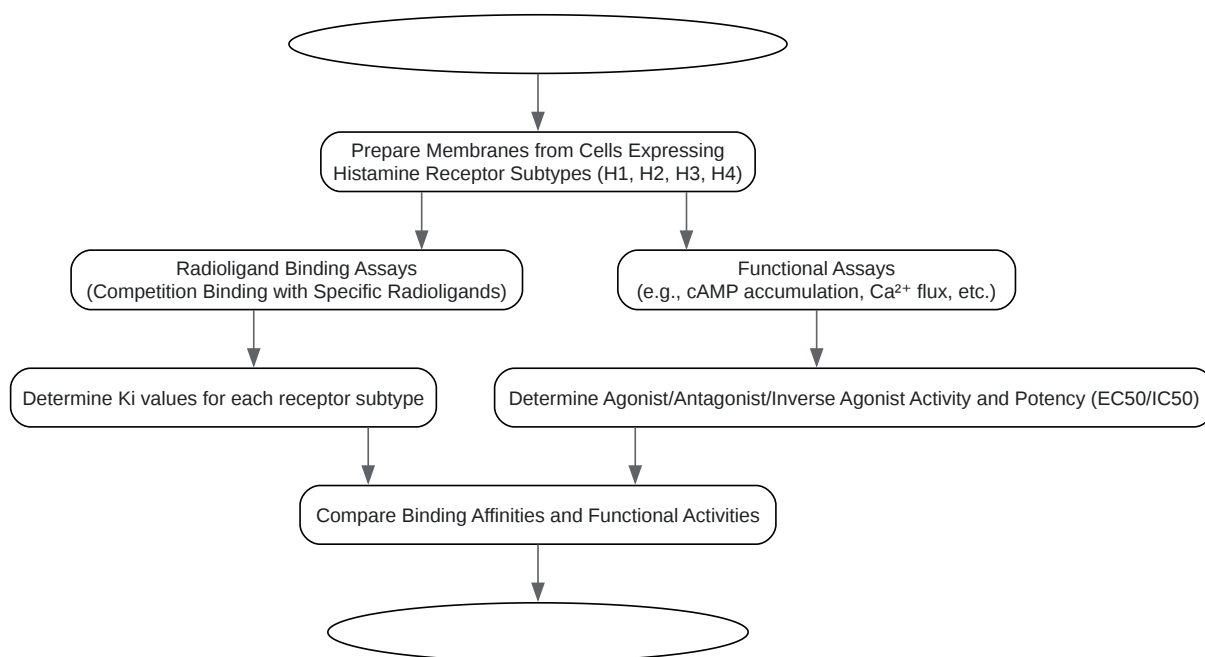 Prepare Membranes from Cells Expressing
Histamine Receptor Subtypes (H1, H2, H3, H4)
Radioligand Binding Assays
(Competition Binding with Specific Radioligands)
Functional Assays
(e.g., cAMP accumulation, Ca²⁺ flux, etc.)
Determine Ki values for each receptor subtype
Determine Agonist/Antagonist/Inverse Agonist Activity and Potency (EC50/IC50)
Compare Binding Affinities and Functional Activities